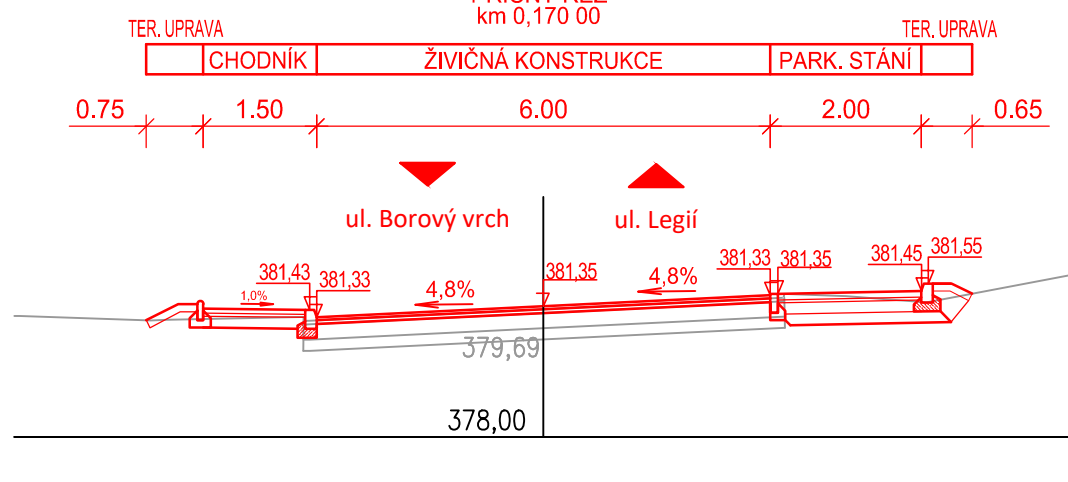 km 0,170 00
TER. UPRAVA
TER. UPRAVA
CHODNÍK
ŽIVIČNÁ KONSTRUKCE
PARK. STÁNÍ
0.75
1.50
6.00
2.00
0.65
ul. Borový vrch
ul. Legií
381,43
381,33
1,0%
4,8%
381,35
4,8%
381,33
381,35
381,45
381,55
379,69
378,00